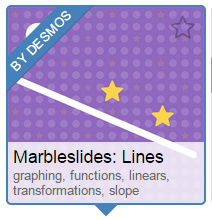 BY DESMOS
Marbleslides: Lines
graphing, functions, linears,
transformations, slope